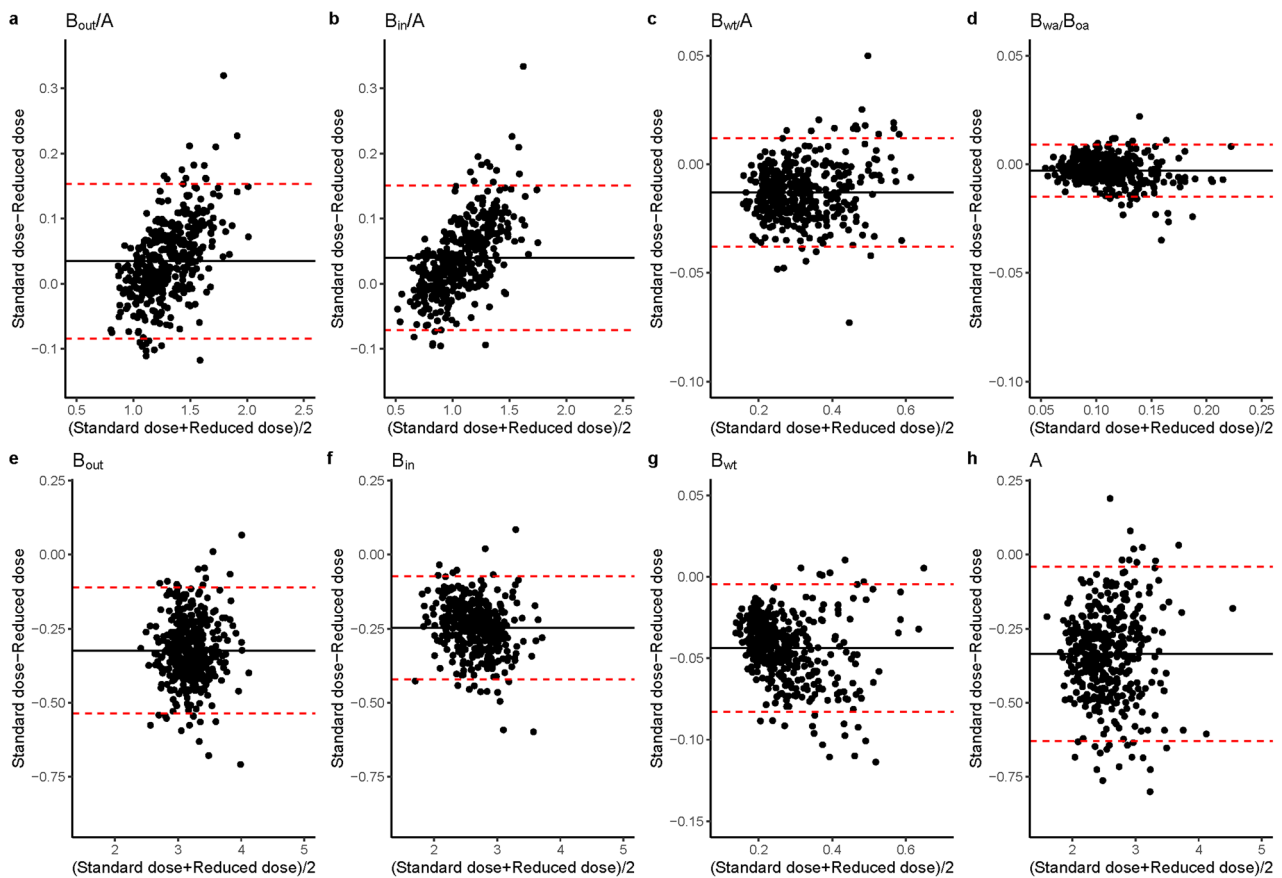 a B_out/A
0.3
0.2
0.1
0.0
−0.1
Standard dose−Reduced dose
0.5 1.0 1.5 2.0 2.5
(Standard dose+Reduced dose)/2
b B_in/A
0.3
0.2
0.1
0.0
−0.1
Standard dose−Reduced dose
0.5 1.0 1.5 2.0 2.5
(Standard dose+Reduced dose)/2
c B_wt/A
0.05
0.00
−0.05
−0.10
Standard dose−Reduced dose
0.2 0.4 0.6
(Standard dose+Reduced dose)/2
d B_wa/B_oa
0.05
0.00
−0.05
−0.10
Standard dose−Reduced dose
0.05 0.10 0.15 0.20 0.25
(Standard dose+Reduced dose)/2
e B_out
0.25
0.00
−0.25
−0.50
−0.75
Standard dose−Reduced dose
2 3 4 5
(Standard dose+Reduced dose)/2
f B_in
0.25
0.00
−0.25
−0.50
−0.75
Standard dose−Reduced dose
2 3 4 5
(Standard dose+Reduced dose)/2
g B_wt
0.05
0.00
−0.05
−0.10
−0.15
Standard dose−Reduced dose
0.2 0.4 0.6
(Standard dose+Reduced dose)/2
h A
0.25
0.00
−0.25
−0.50
−0.75
Standard dose−Reduced dose
2 3 4 5
(Standard dose+Reduced dose)/2